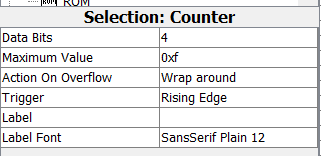 ROM
Selection: Counter
Data Bits 4
Maximum Value 0xf
Action On Overflow Wrap around
Trigger Rising Edge
Label
Label Font SansSerif Plain 12